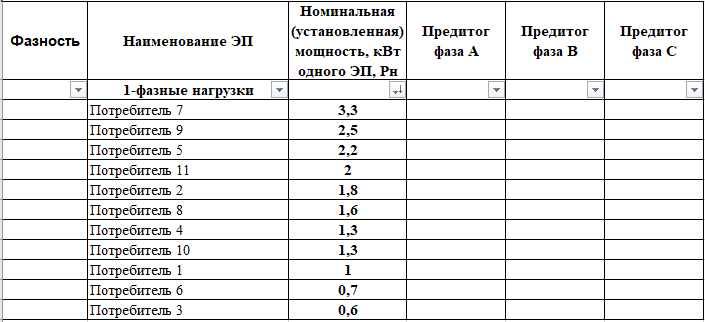 Фазность
Наименование ЭП
Номинальная
(установленная)
мощность, кВт
одного ЭП, Рн
Предитог
фаза А
Предитог
фаза В
Предитог
фаза С
1-фазные нагрузки
Потребитель 7 3,3
Потребитель 9 2,5
Потребитель 5 2,2
Потребитель 11 2
Потребитель 2 1,8
Потребитель 8 1,6
Потребитель 4 1,3
Потребитель 10 1,3
Потребитель 1 1
Потребитель 6 0,7
Потребитель 3 0,6